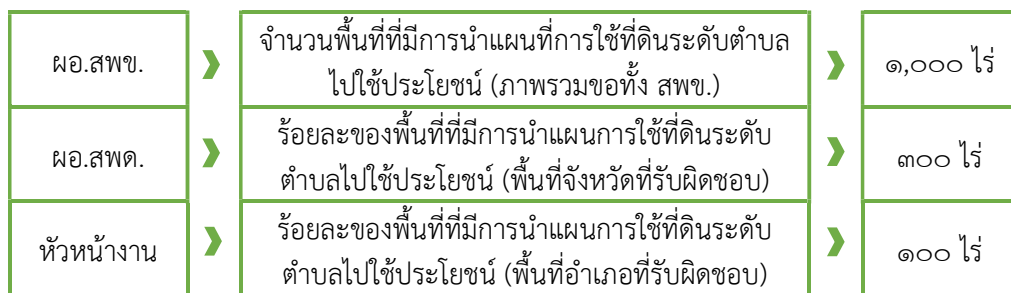 ผอ.สพข.
จำนวนพื้นที่ที่มีการนำแผนที่การใช้ที่ดินระดับตำบล
ไปใช้ประโยชน์ (ภาพรวมขอทั้ง สพข.)
๑,๐๐๐ ไร่
ผอ.สพด.
ร้อยละของพื้นที่ที่มีการนำแผนการใช้ที่ดินระดับ
ตำบลไปใช้ประโยชน์ (พื้นที่จังหวัดที่รับผิดชอบ)
๓๐๐ ไร่
หัวหน้างาน
ร้อยละของพื้นที่ที่มีการนำแผนการใช้ที่ดินระดับ
ตำบลไปใช้ประโยชน์ (พื้นที่อำเภอที่รับผิดชอบ)
๑๐๐ ไร่